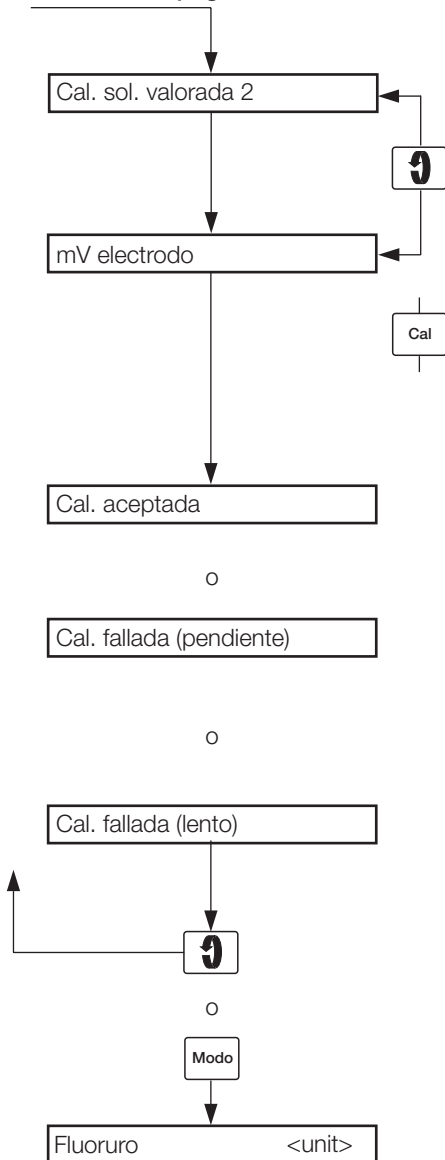 Cal. sol. valorada 2
mV electrodo
Cal
Cal. aceptada
o
Cal. fallada (pendiente)
o
Cal. fallada (lento)
o
Modo
Fluoruro <unit>